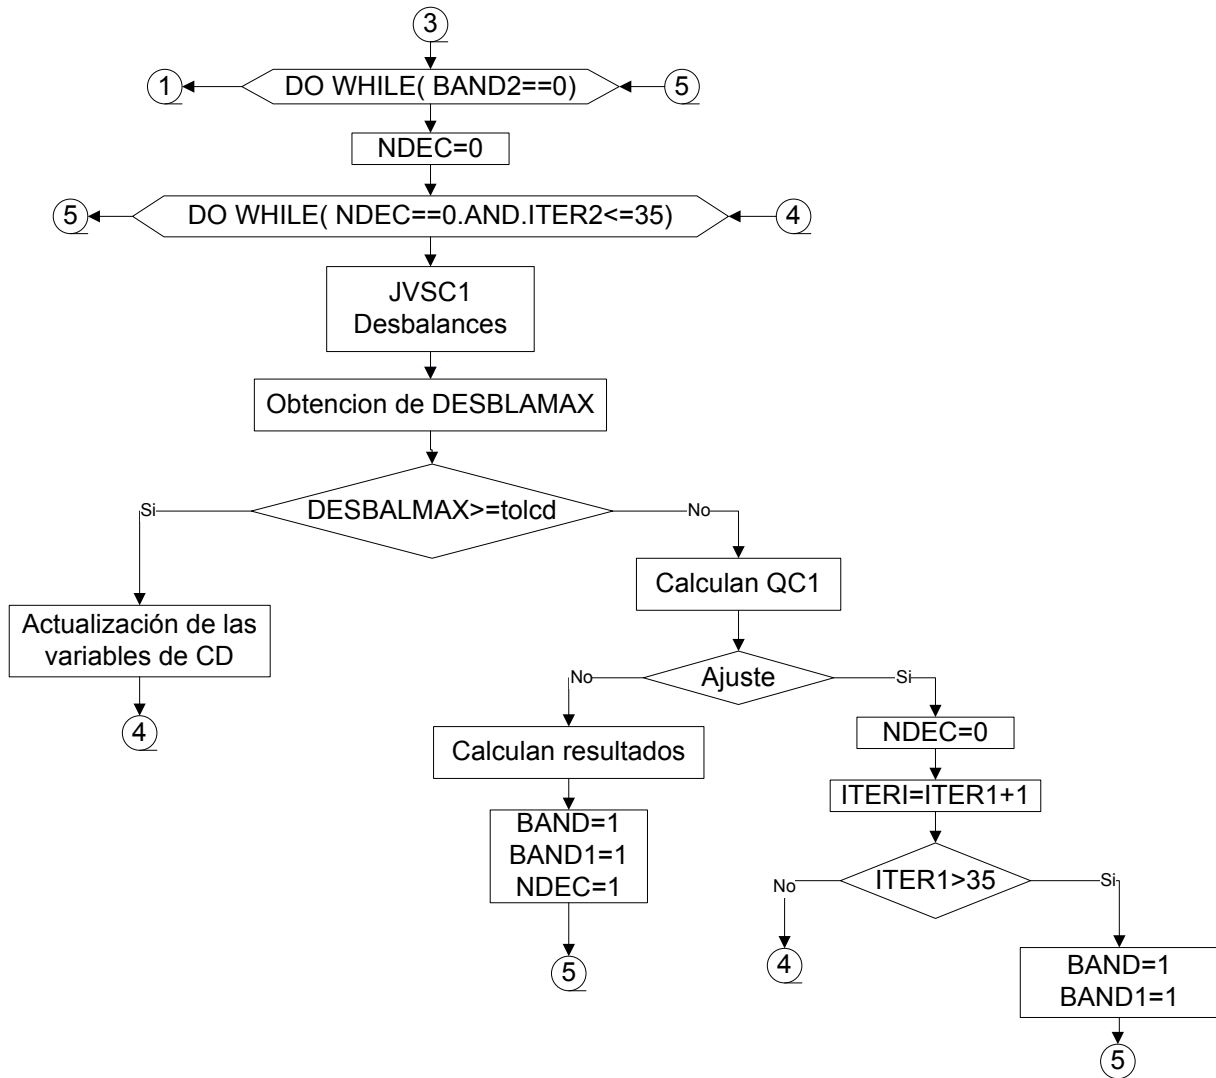 3
1
DO WHILE( BAND2==0)
5
NDEC=0
5
DO WHILE( NDEC==0.AND.ITER2<=35)
4
JVSC1
Desbalances
Obtencion de DESBLAMAX
DESBALMAX>=tolcd
Si
No
Calculan QC1
Actualización de las
variables de CD
4
Ajuste
No
Si
Calculan resultados
NDEC=0
ITERI=ITER1+1
BAND=1
BAND1=1
NDEC=1
5
ITER1>35
No
Si
4
BAND=1
BAND1=1
5